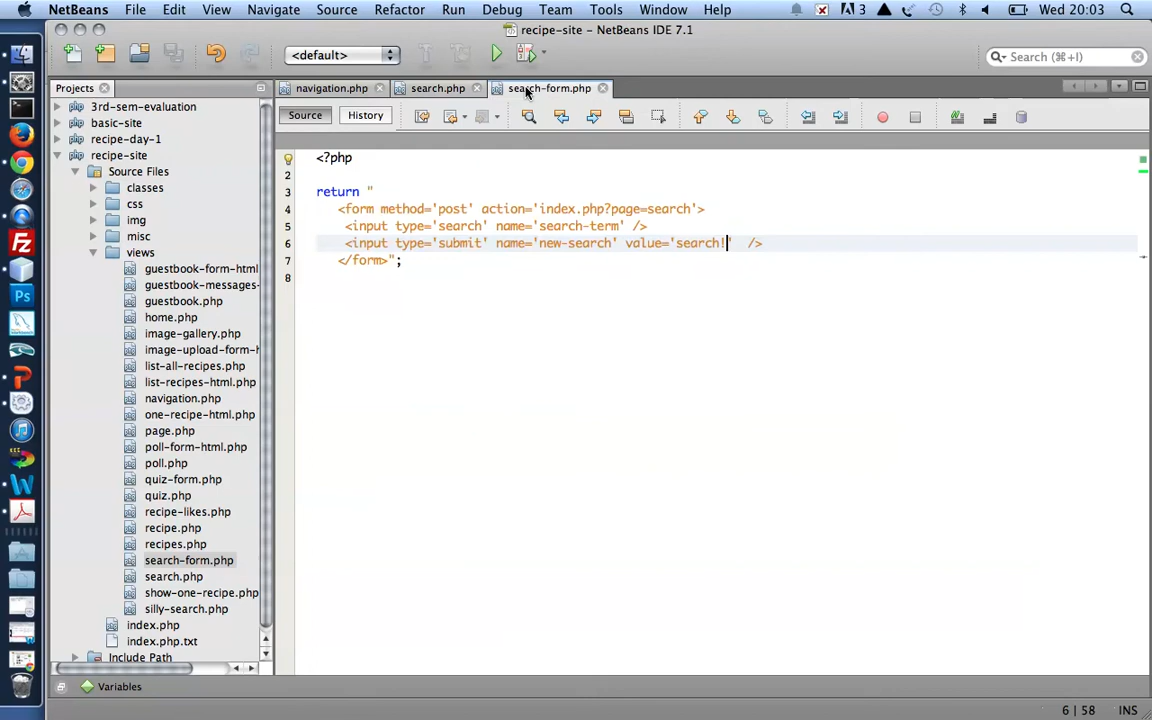 NetBeans File Edit View Navigate Source Refactor Run Debug Team Tools Window Help 3 Wed 20:03
recipe-site – NetBeans IDE 7.1
<default> Search (⌘+I)
Projects navigation.php search.php search-form.php
Source History
3rd-sem-evaluation
basic-site
recipe-day-1
recipe-site
Source Files
classes
css
img
misc
views
guestbook-form-html
guestbook-messages-
guestbook.php
home.php
image-gallery.php
image-upload-form-h
list-all-recipes.php
list-recipes-html.php
navigation.php
one-recipe-html.php
page.php
poll-form-html.php
poll.php
quiz-form.php
quiz.php
recipe-likes.php
recipe.php
recipes.php
search-form.php
search.php
show-one-recipe.php
silly-search.php
index.php
index.php.txt
Include Path
1 <?php
2
3 return "
4 <form method='post' action='index.php?page=search'>
5 <input type='search' name='search-term' />
6 <input type='submit' name='new-search' value='search!' />
7 </form>";
8
Variables
6 | 58 INS